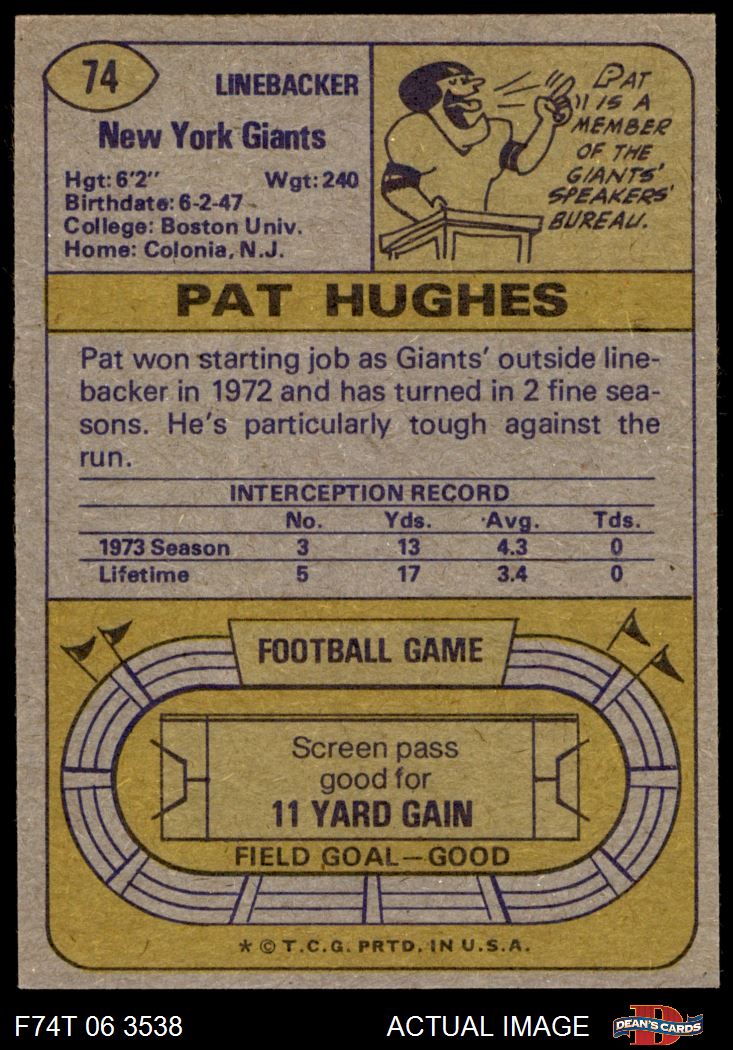 74
LINEBACKER
New York Giants
Hgt: 6'2" Wgt: 240
Birthdate: 6-2-47
College: Boston Univ.
Home: Colonia, N.J.
PAT
IS A
MEMBER
OF THE
GIANTS'
SPEAKERS'
BUREAU.
PAT HUGHES
Pat won starting job as Giants' outside line-
backer in 1972 and has turned in 2 fine sea-
sons. He's particularly tough against the
run.
INTERCEPTION RECORD
No. Yds. Avg. Tds.
1973 Season 3 13 4.3 0
Lifetime 5 17 3.4 0
FOOTBALL GAME
Screen pass
good for
11 YARD GAIN
FIELD GOAL—GOOD
* © T.C.G. PRTD. IN U.S.A.
F74T 06 3538 ACTUAL IMAGE D DEAN'S CARDS